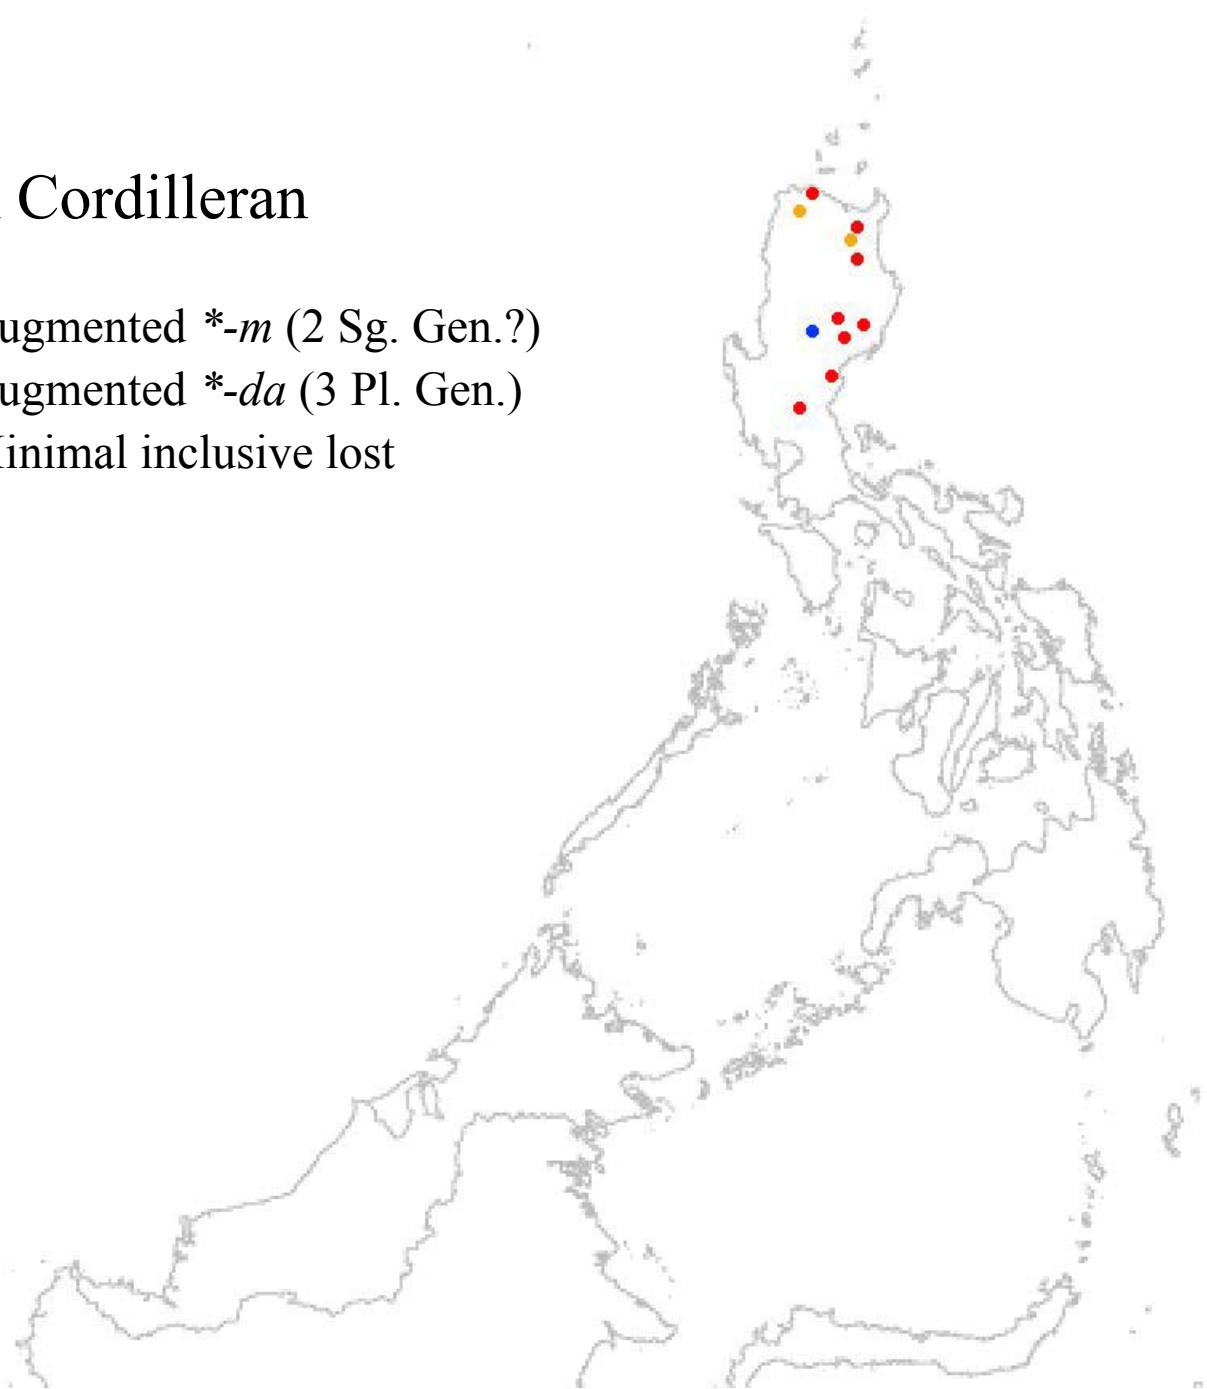 Cordilleran
ugmented *-m (2 Sg. Gen.?)
ugmented *-da (3 Pl. Gen.)
inimal inclusive lost